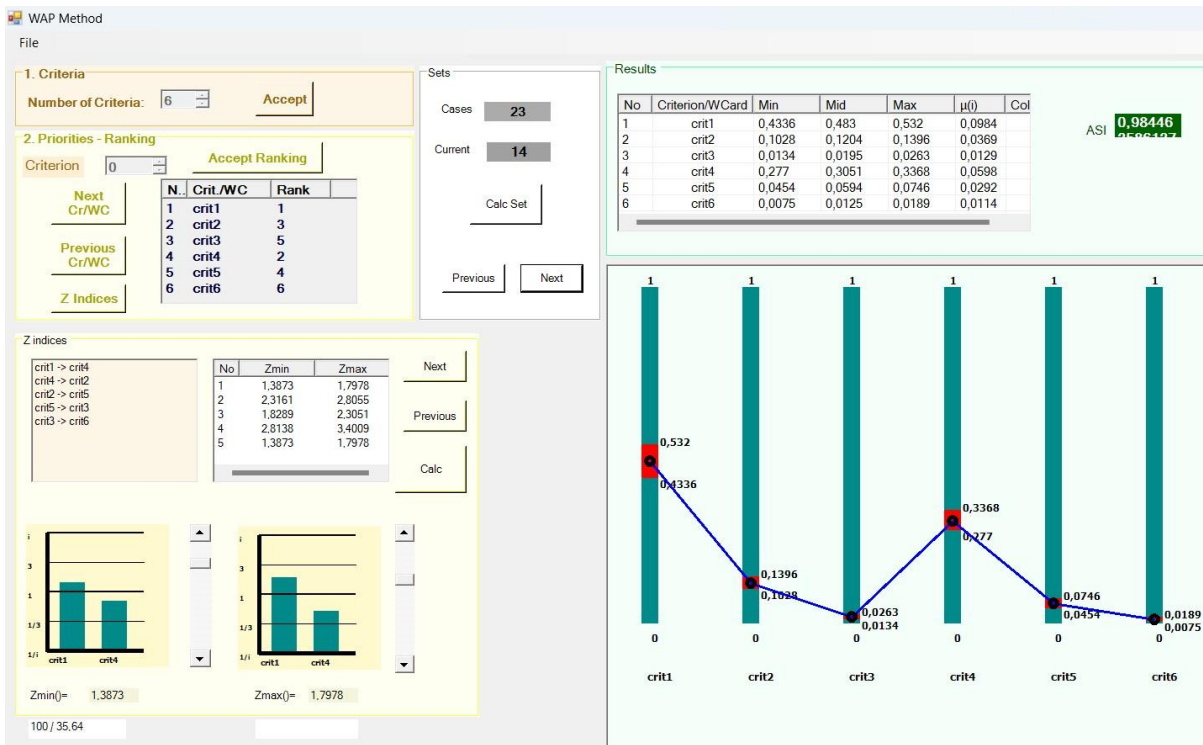 WAP Method
File
1. Criteria
Number of Criteria: 6 Accept
2. Priorities - Ranking
Criterion 0 Accept Ranking
Next Cr/WC
Previous Cr/WC
Z Indices
N.. Crit./WC Rank
1 crit1 1
2 crit2 3
3 crit3 5
4 crit4 2
5 crit5 4
6 crit6 6
Sets
Cases 23
Current 14
Calc Set
Previous Next
Results
No Criterion/WCard Min Mid Max µ(i) Col
1 crit1 0,4336 0,483 0,532 0,0984
2 crit2 0,1028 0,1204 0,1396 0,0369
3 crit3 0,0134 0,0195 0,0263 0,0129
4 crit4 0,277 0,3051 0,3368 0,0598
5 crit5 0,0454 0,0594 0,0746 0,0292
6 crit6 0,0075 0,0125 0,0189 0,0114
ASI 0,98446
Z indices
crit1 -> crit4
crit4 -> crit2
crit2 -> crit5
crit5 -> crit3
crit3 -> crit6
No Zmin Zmax
1 1,3873 1,7978
2 2,3161 2,8055
3 1,8289 2,3051
4 2,8138 3,4009
5 1,3873 1,7978
Next
Previous
Calc
i
3
1
1/3
1/i
crit1 crit4
i
3
1
1/3
1/i
crit1 crit4
Zmin()= 1,3873 Zmax()= 1,7978
100 / 35,64
1 1 1 1 1 1
0,532
0,4336
0,1396
0,1028
0,0263
0,0134
0,3368
0,277
0,0746
0,0454
0,0189
0,0075
0 0 0 0 0
crit1 crit2 crit3 crit4 crit5 crit6